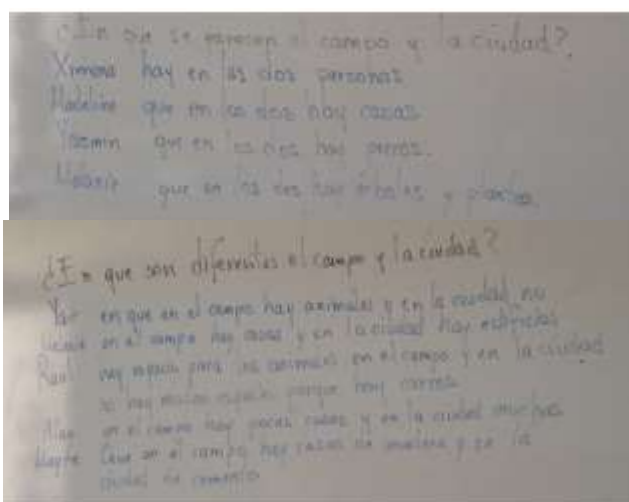 ¿En que se parecen el campo y la ciudad?
Ximena hay en las dos personas
Madeline que en las dos hay casas
Yazmin que en las dos hay perros.
que en las dos hay árboles y plantas
¿En que son diferentes el campo y la ciudad?
Yair en que en el campo hay animales y en la ciudad no
en el campo hay casas y en la ciudad hay edificios
Raul hay espacio para los animales en el campo y en la ciudad
no hay mucho espacio porque hay carros
en el campo hay pocas casas y en la ciudad muchas
Mayra Que en el campo hay casas de madera y en la
ciudad de cemento